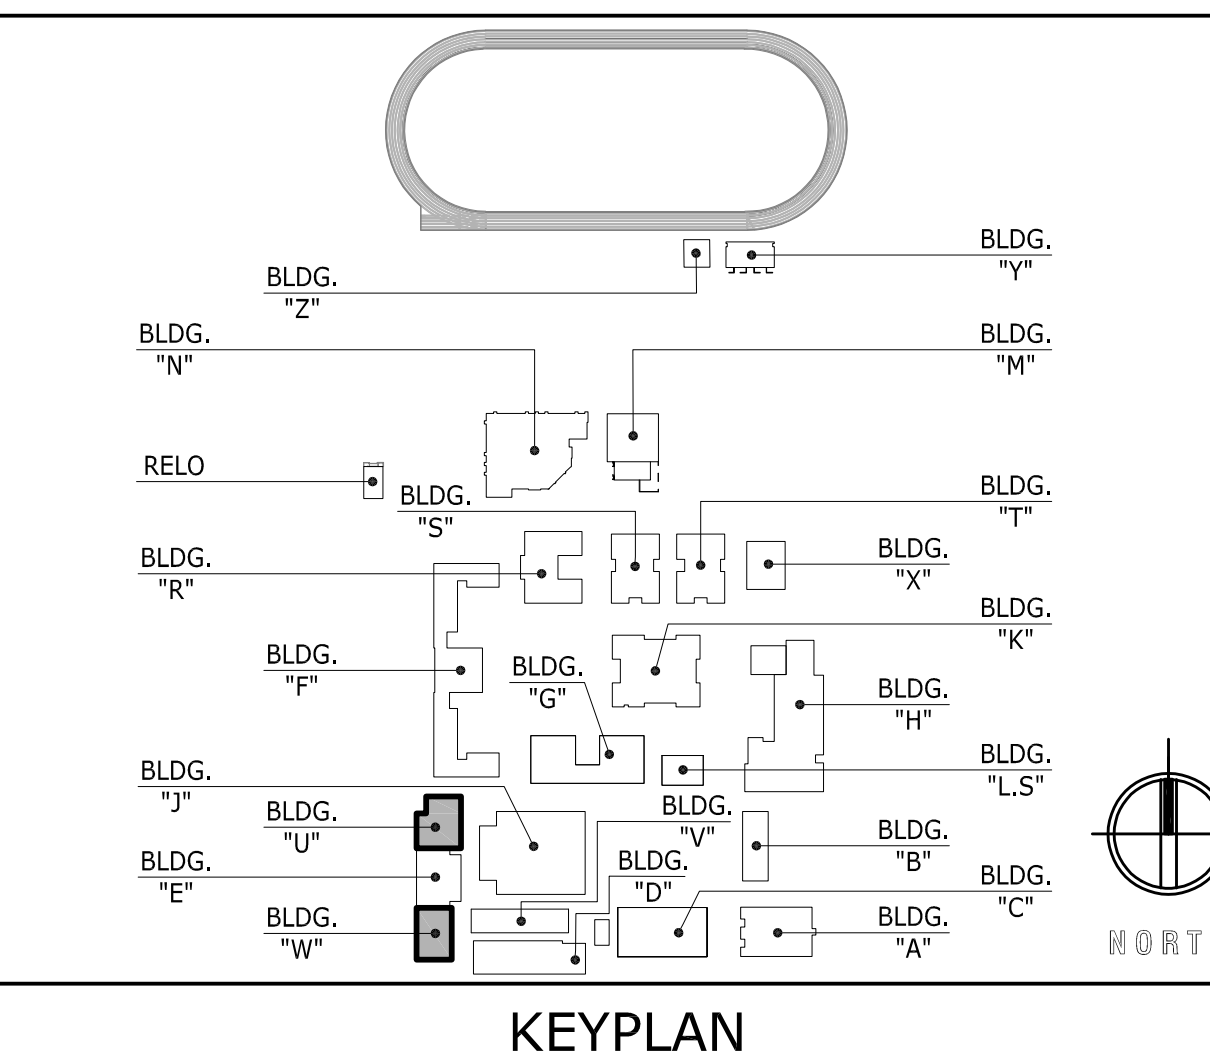 BLDG.
"Y"
BLDG.
"Z"
BLDG.
"N"
BLDG.
"M"
RELO
BLDG.
"S"
BLDG.
"T"
BLDG.
"R"
BLDG.
"X"
BLDG.
"K"
BLDG.
"F"
BLDG.
"G"
BLDG.
"H"
BLDG.
"L.S"
BLDG.
"J"
BLDG.
"U"
BLDG.
"V"
BLDG.
"B"
BLDG.
"E"
BLDG.
"D"
BLDG.
"C"
BLDG.
"W"
BLDG.
"A"
NORT
KEYPLAN